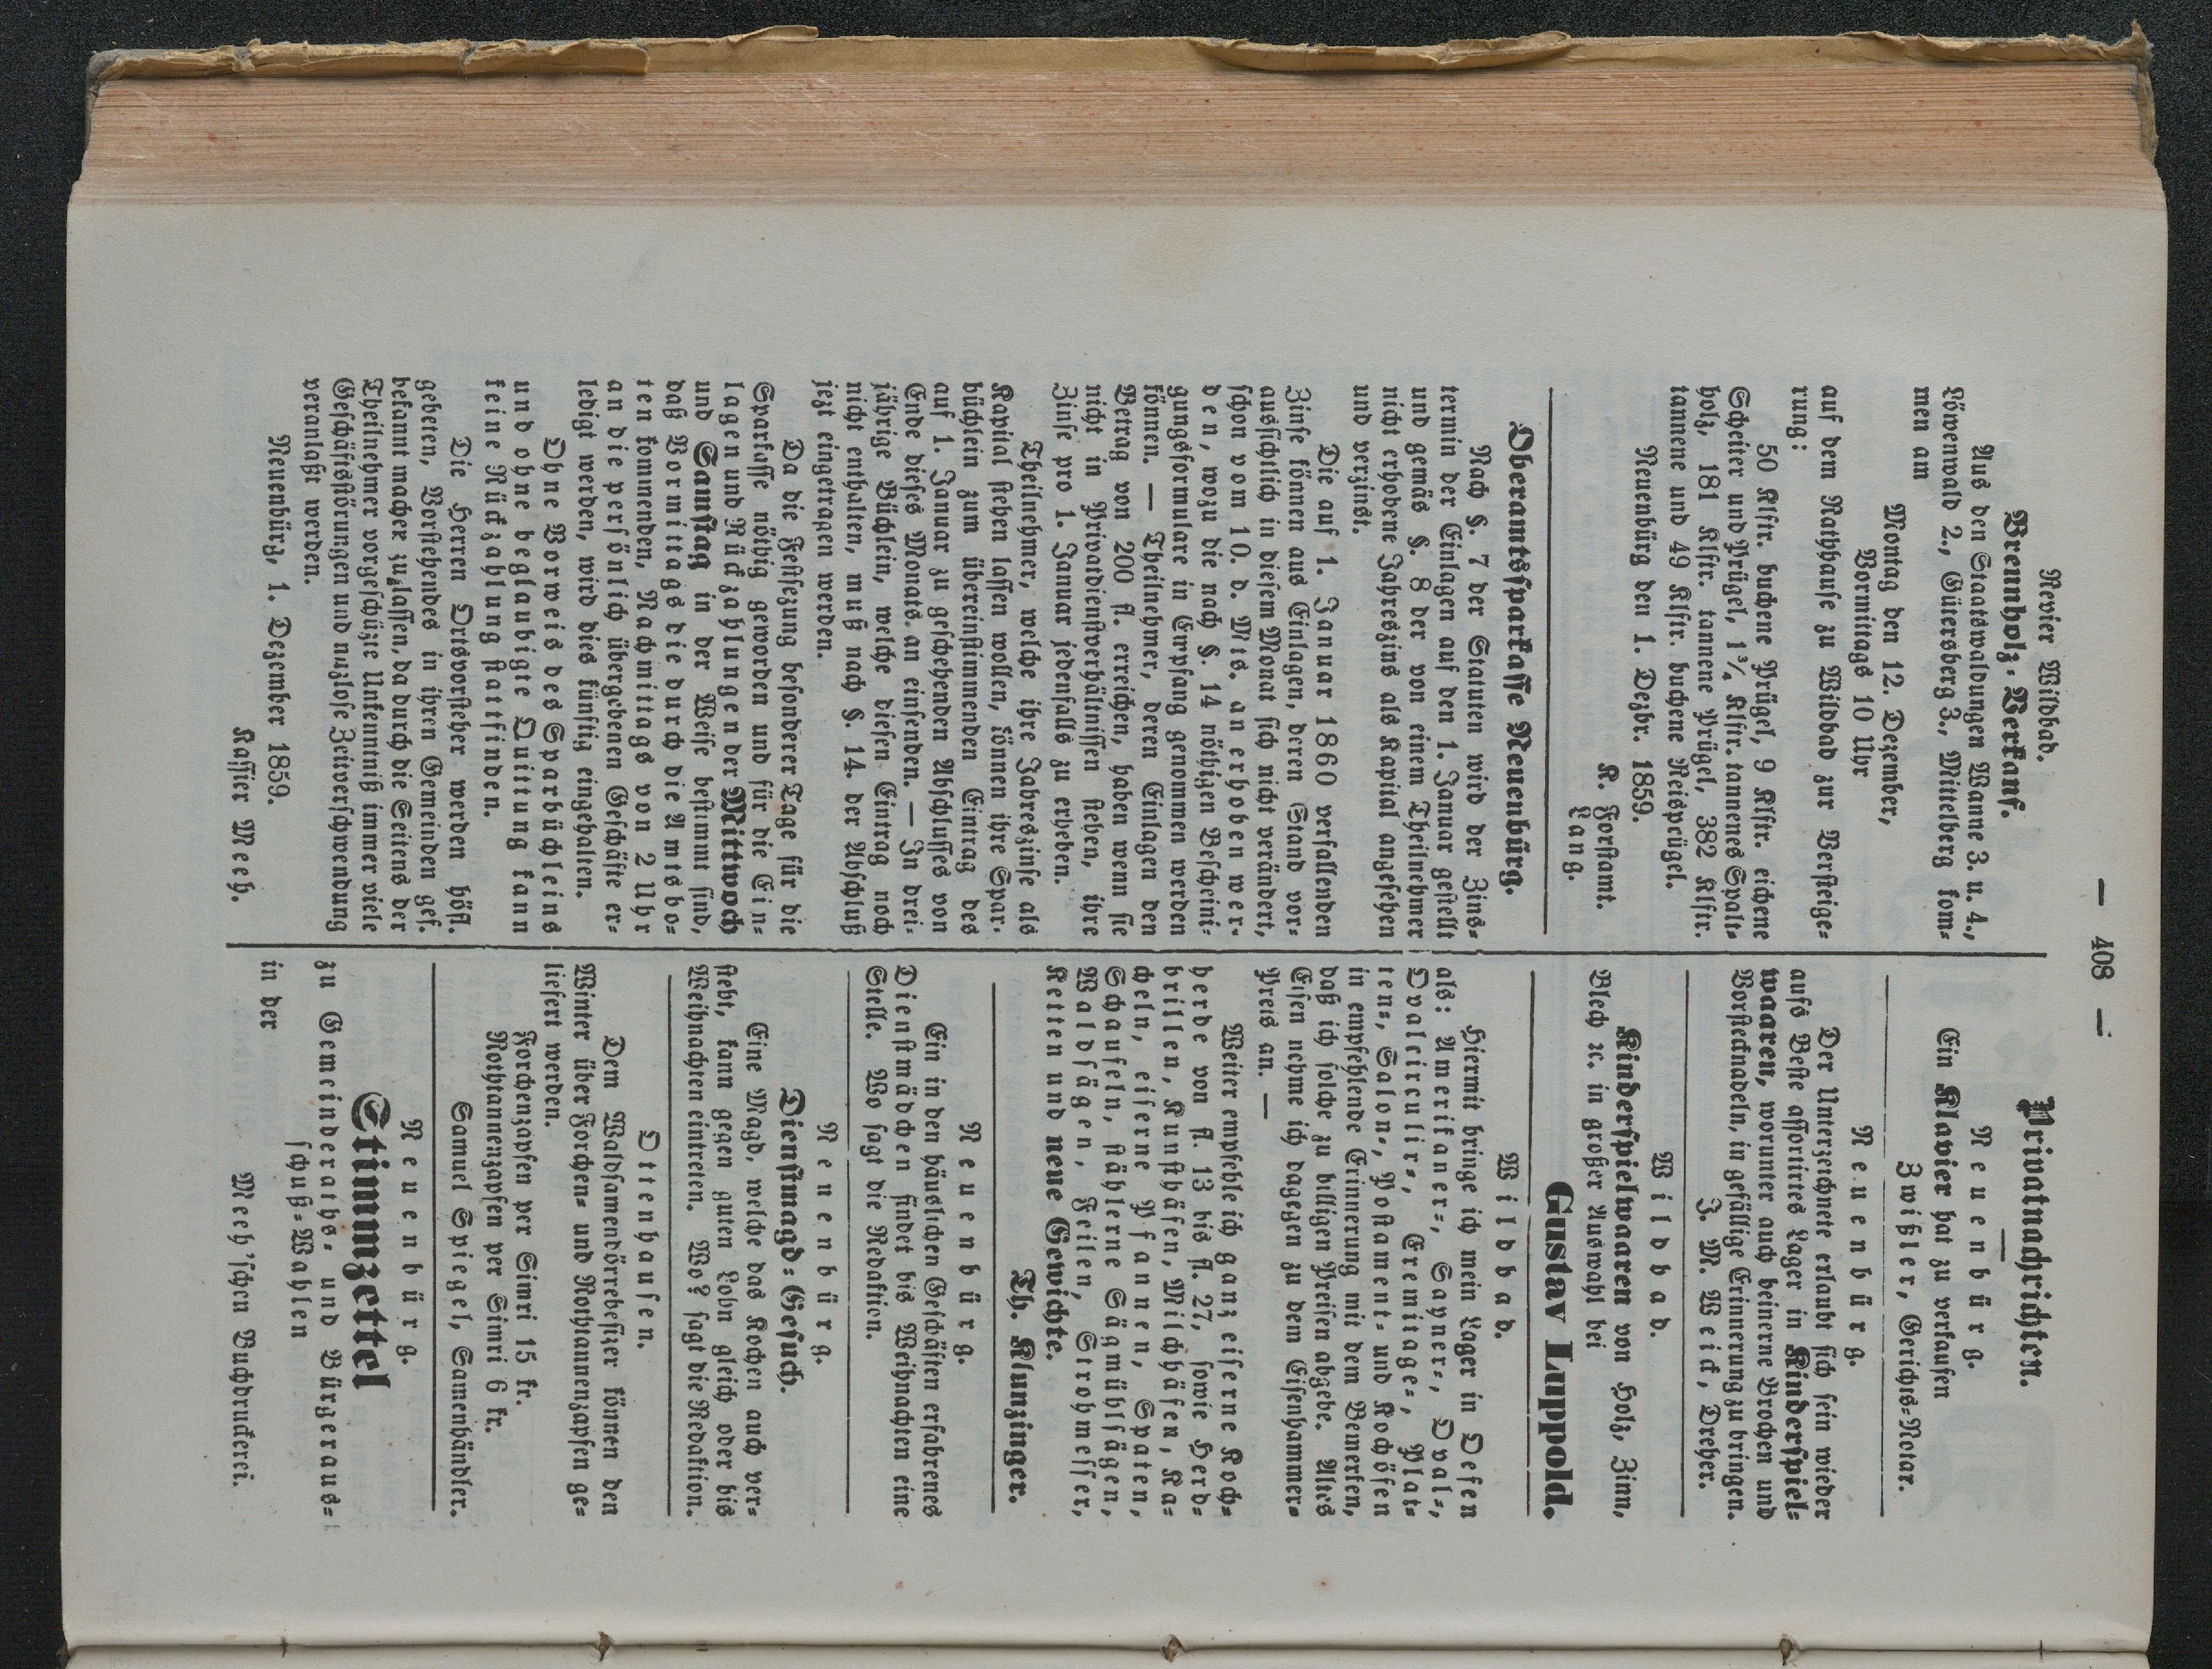 — 408 —
Revier Wildbad.
Brennholz-Verkauf.
Aus den Staatswaldungen Wanne 3. u. 4.,
Löwenwald 2., Gütersberg 3., Mittelberg kom-
men am
Montag den 12. Dezember,
Vormittags 10 Uhr
auf dem Rathhause zu Wildbad zur Versteige-
rung:
50 Klftr. buchene Prügel, 9 Klftr. eichene
Scheiter und Prügel, 1¾ Klftr. tannenes Spalt-
holz, 181 Klftr. tannene Prügel, 382 Klftr.
tannene und 49 Klftr. buchene Reisprügel.
Neuenbürg den 1. Dezbr. 1859.
K. Forstamt.
Lang.
Oberamtssparkasse Neuenbürg.
Nach §. 7 der Statuten wird der Zins-
termin der Einlagen auf den 1. Januar gestellt
und gemäs §. 8 der von einem Theilnehmer
nicht erhobene Jahreszins als Kapital angesehen
und verzinst.
Die auf 1. Januar 1860 verfallenden
Zinse können aus Einlagen, deren Stand vor-
aussichtlich in diesem Monat sich nicht verändert,
schon vom 10. d. Mts. an erhoben wer-
den, wozu die nach §. 14 nöthigen Bescheini-
gungsformulare in Empfang genommen werden
können. — Theilnehmer, deren Einlagen den
Betrag von 200 fl. erreichen, haben wenn sie
nicht in Privatdienstverhältnissen stehen, ihre
Zinse pro 1. Januar jedenfalls zu erheben.
Theilnehmer, welche ihre Jahreszinse als
Kapital stehen lassen wollen, können ihre Spar-
büchlein zum übereinstimmenden Eintrag des
auf 1. Januar zu geschehenden Abschlusses von
Ende dieses Monats an einsenden. — In drei-
jährige Büchlein, welche diesen Eintrag noch
nicht enthalten, muß nach §. 14. der Abschluß
jezt eingetragen werden.
Da die Festsezung besonderer Tage für die
Sparkasse nöthig geworden und für die Ein-
lagen und Rückzahlungen der Mittwoch
und Samstag in der Weise bestimmt sind,
daß Vormittags die durch die Amtsbo-
ten kommenden, Nachmittags von 2 Uhr
an die persönlich übergebenen Geschäfte er-
ledigt werden, wird dies künftig eingehalten.
Ohne Vorweis des Sparbüchleins
und ohne beglaubigte Quittung kann
keine Rückzahlung stattfinden.
Die Herren Ortsvorsteher werden höfl.
gebeten, Vorstehendes in ihren Gemeinden gef.
bekannt machen zu lassen, da durch die Seitens der
Theilnehmer vorgeschüzte Unkenntniß immer viele
Geschäftsstörungen und nuzlose Zeitverschwendung
veranlaßt werden.
Neuenbürg, 1. Dezember 1859.
Kassier Meeh.
Privatnachrichten.
Neuenbürg.
Ein Klavier hat zu verkaufen
Zwißler, Gerichts-Notar.
Neuenbürg.
Der Unterzeichnete erlaubt sich sein wieder
aufs Beste assortirtes Lager in Kinderspiel-
waaren, worunter auch beinerne Brochen und
Vorstecknadeln, in gefällige Erinnerung zu bringen.
J. M. Weik, Dreher.
Wildbad.
Kinderspielwaaren von Holz, Zinn,
Blech ꝛc. in großer Auswahl bei
Gustav Luppold.
Wildbad.
Hiermit bringe ich mein Lager in Oefen
als: Amerikaner-, Sayner-, Oval-,
Ovalcirculir-, Eremitage-, Plat-
ten-, Salon-, Postament- und Kochöfen
in empfehlende Erinnerung mit dem Bemerken,
daß ich solche zu billigen Preisen abgebe. Altes
Eisen nehme ich dagegen zu dem Eisenhammer-
Preis an. —
Weiter empfehle ich ganz eiserne Koch-
herde von fl. 13 bis fl. 27, sowie Herd-
brillen, Kunsthäfen, Milchhäfen, Ka-
cheln, eiserne Pfannen, Spaten,
Schaufeln, stählerne Sägmühlsägen,
Waldsägen, Feilen, Strohmesser,
Ketten und neue Gewichte.
Th. Klunzinger.
Neuenbürg.
Ein in den häuslichen Geschäften erfahrenes
Dienstmädchen findet bis Weihnachten eine
Stelle. Wo sagt die Redaktion.
Neuenbürg.
Dienstmagd-Gesuch.
Eine Magd, welche das Kochen auch ver-
steht, kann gegen guten Lohn gleich oder bis
Weihnachten eintreten. Wo? sagt die Redaktion.
Ottenhausen.
Dem Waldsamendörrebesizer können den
Winter über Forchen- und Rothtannenzapfen ge-
liefert werden.
Forchenzapfen per Simri 15 kr.
Rothtannenzapfen per Simri 6 kr.
Samuel Spiegel, Samenhändler.
Neuenbürg.
Stimmzettel
zu Gemeinderaths- und Bürgeraus-
schuß-Wahlen
in der
Meeh'schen Buchdruckerei.